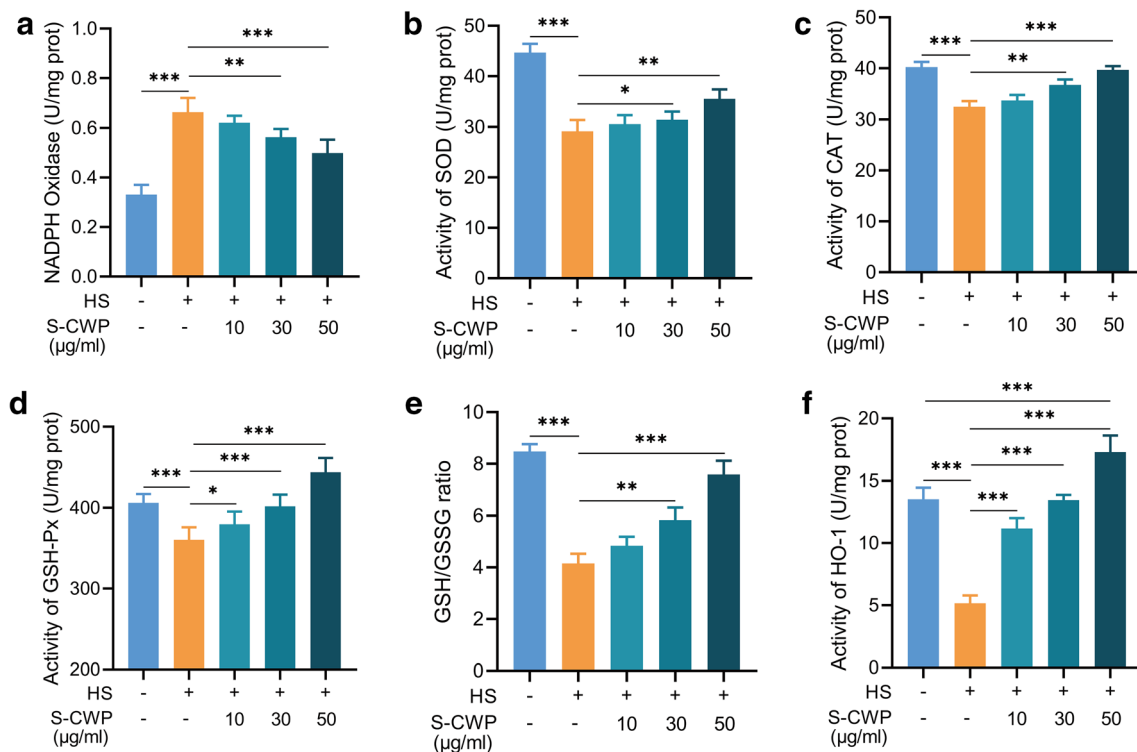 a
NADPH Oxidase (U/mg prot)
1.0
0.8
0.6
0.4
0.2
0.0
***
**
***
HS - + + + +
S-CWP - - 10 30 50
(µg/ml)
b
Activity of SOD (U/mg prot)
50
40
30
20
10
0
***
**
*
HS - + + + +
S-CWP - - 10 30 50
(µg/ml)
c
Activity of CAT (U/mg prot)
50
40
30
20
10
0
***
***
**
HS - + + + +
S-CWP - - 10 30 50
(µg/ml)
d
Activity of GSH-Px (U/mg prot)
500
400
300
200
***
***
***
*
HS - + + + +
S-CWP - - 10 30 50
(µg/ml)
e
GSH/GSSG ratio
10
8
6
4
2
0
***
***
**
HS - + + + +
S-CWP - - 10 30 50
(µg/ml)
f
Activity of HO-1 (U/mg prot)
20
15
10
5
0
***
***
***
***
***
HS - + + + +
S-CWP - - 10 30 50
(µg/ml)